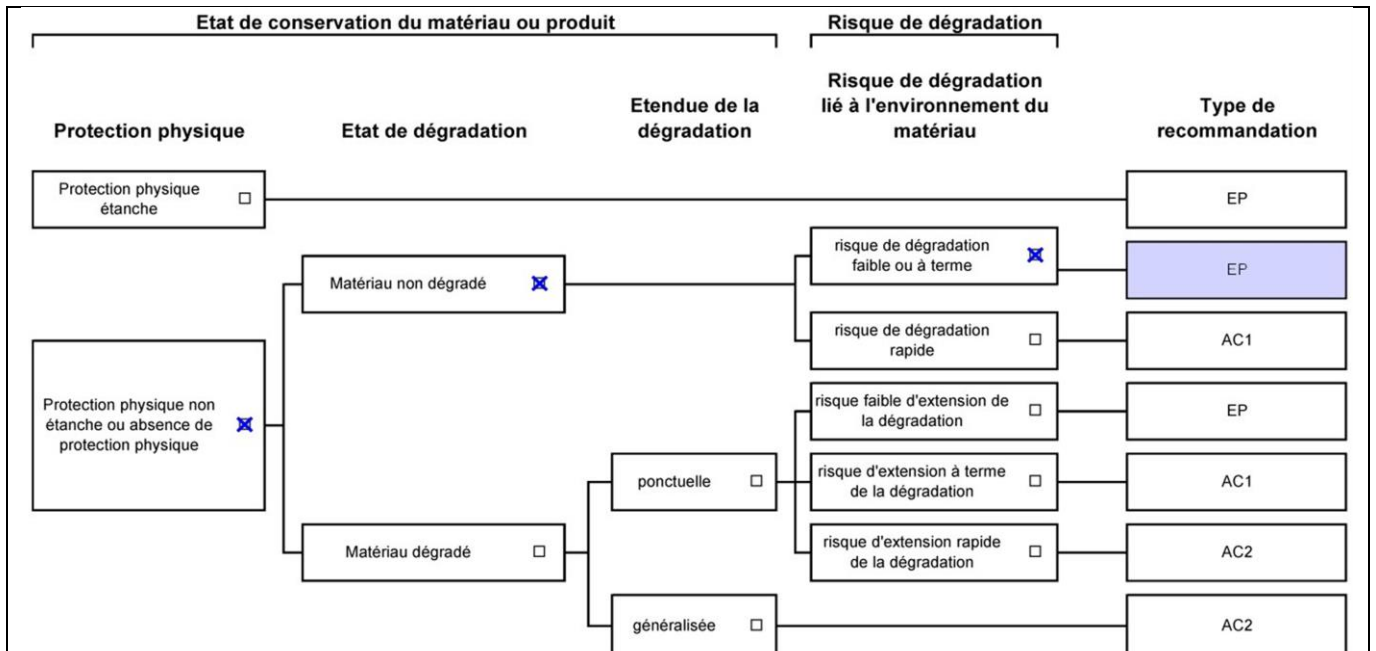 Etat de conservation du matériau ou produit
Risque de dégradation
Protection physique
Etat de dégradation
Etendue de la
dégradation
Risque de dégradation
lié à l'environnement du
matériau
Type de
recommandation
Protection physique
étanche
EP
risque de dégradation
faible ou à terme
EP
Matériau non dégradé
risque de dégradation
rapide
AC1
Protection physique non
étanche ou absence de
protection physique
risque faible d'extension de
la dégradation
EP
ponctuelle
risque d'extension à terme
de la dégradation
AC1
Matériau dégradé
risque d'extension rapide
de la dégradation
AC2
généralisée
AC2